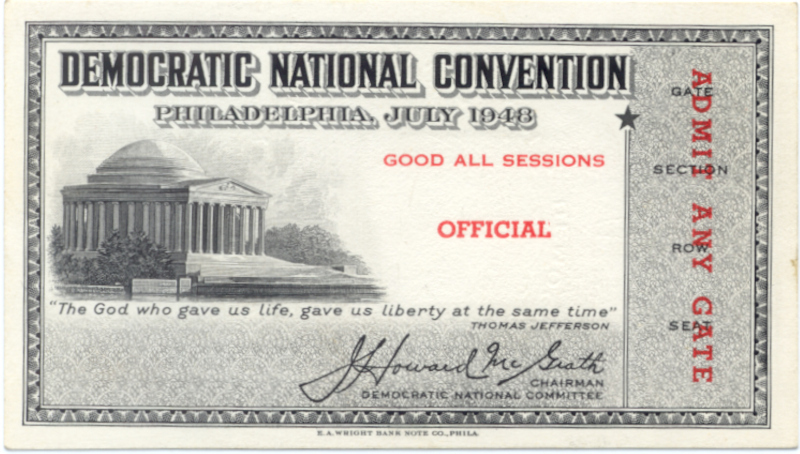 DEMOCRATIC NATIONAL CONVENTION
PHILADELPHIA, JULY 1948
GOOD ALL SESSIONS
OFFICIAL
"The God who gave us life, gave us liberty at the same time"
THOMAS JEFFERSON
J. Howard McGrath
CHAIRMAN
DEMOCRATIC NATIONAL COMMITTEE
GATE
SECTION
ROW
SEAT
ADMIT ANY GATE
E.A.WRIGHT BANK NOTE CO., PHILA.